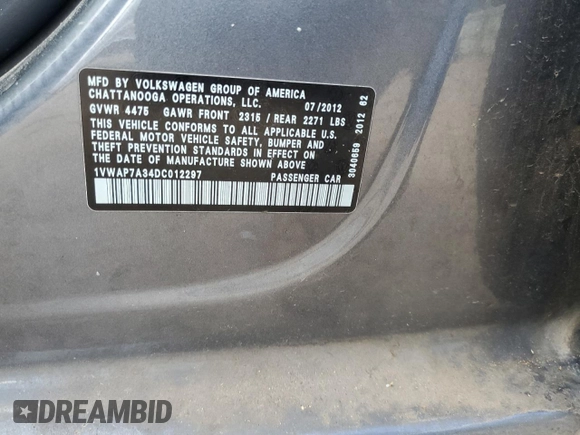 MFD BY VOLKSWAGEN GROUP OF AMERICA
CHATTANOOGA OPERATIONS, LLC. 07/2012
GVWR 4475 GAWR FRONT 2315 / REAR 2271 LBS
THIS VEHICLE CONFORMS TO ALL APPLICABLE U.S.
FEDERAL MOTOR VEHICLE SAFETY, BUMPER AND
THEFT PREVENTION STANDARDS IN EFFECT ON
THE DATE OF MANUFACTURE SHOWN ABOVE
1VWAP7A34DC012297 PASSENGER CAR
3040659 2012 62
DREAMBID